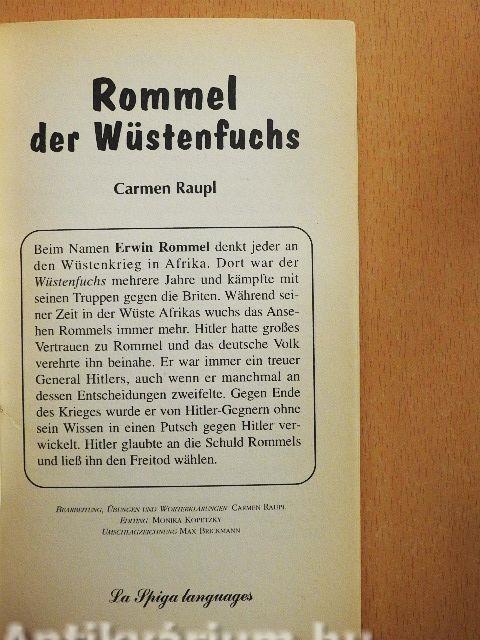 Rommel
der Wüstenfuchs
Carmen Raupl
Beim Namen Erwin Rommel denkt jeder an
den Wüstenkrieg in Afrika. Dort war der
Wüstenfuchs mehrere Jahre und kämpfte mit
seinen Truppen gegen die Briten. Während sei-
ner Zeit in der Wüste Afrikas wuchs das Anse-
hen Rommels immer mehr. Hitler hatte großes
Vertrauen zu Rommel und das deutsche Volk
verehrte ihn beinahe. Er war immer ein treuer
General Hitlers, auch wenn er manchmal an
dessen Entscheidungen zweifelte. Gegen Ende
des Krieges wurde er von Hitler-Gegnern ohne
sein Wissen in einen Putsch gegen Hitler ver-
wickelt. Hitler glaubte an die Schuld Rommels
und ließ ihn den Freitod wählen.
BEARBEITUNG, ÜBUNGEN UND WORTERKLÄRUNGEN CARMEN RAUPL
EDITING MONIKA KOPETZKY
UMSCHLAGZEICHNUNG MAX BRICKMANN
La Spiga languages
Antikvárium.hu